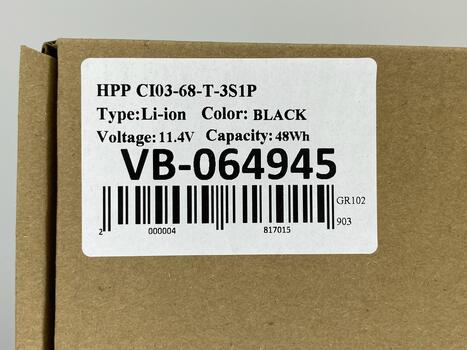 HPP CI03-68-T-3S1P
Type:Li-ion Color: BLACK
Voltage:11.4V Capacity:48Wh
VB-064945
GR102
903
2 000004 817015